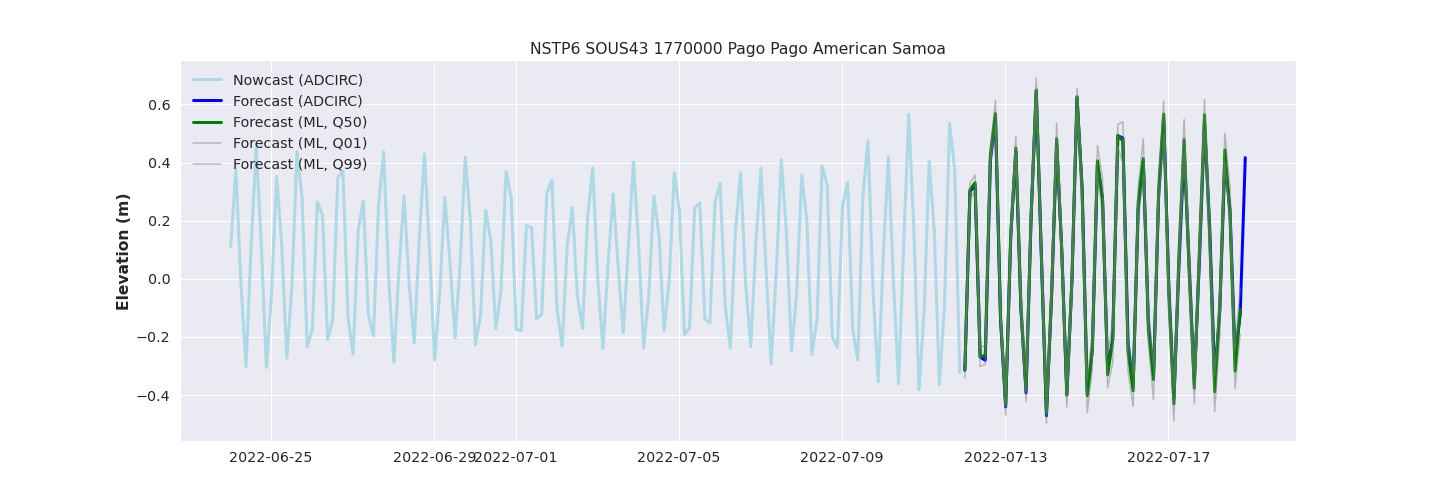 NSTP6 SOUS43 1770000 Pago Pago American Samoa
Nowcast (ADCIRC)
Forecast (ADCIRC)
Forecast (ML, Q50)
Forecast (ML, Q01)
Forecast (ML, Q99)
Elevation (m)
0.6
0.4
0.2
0.0
−0.2
−0.4
2022-06-25 2022-06-29 2022-07-01 2022-07-05 2022-07-09 2022-07-13 2022-07-17